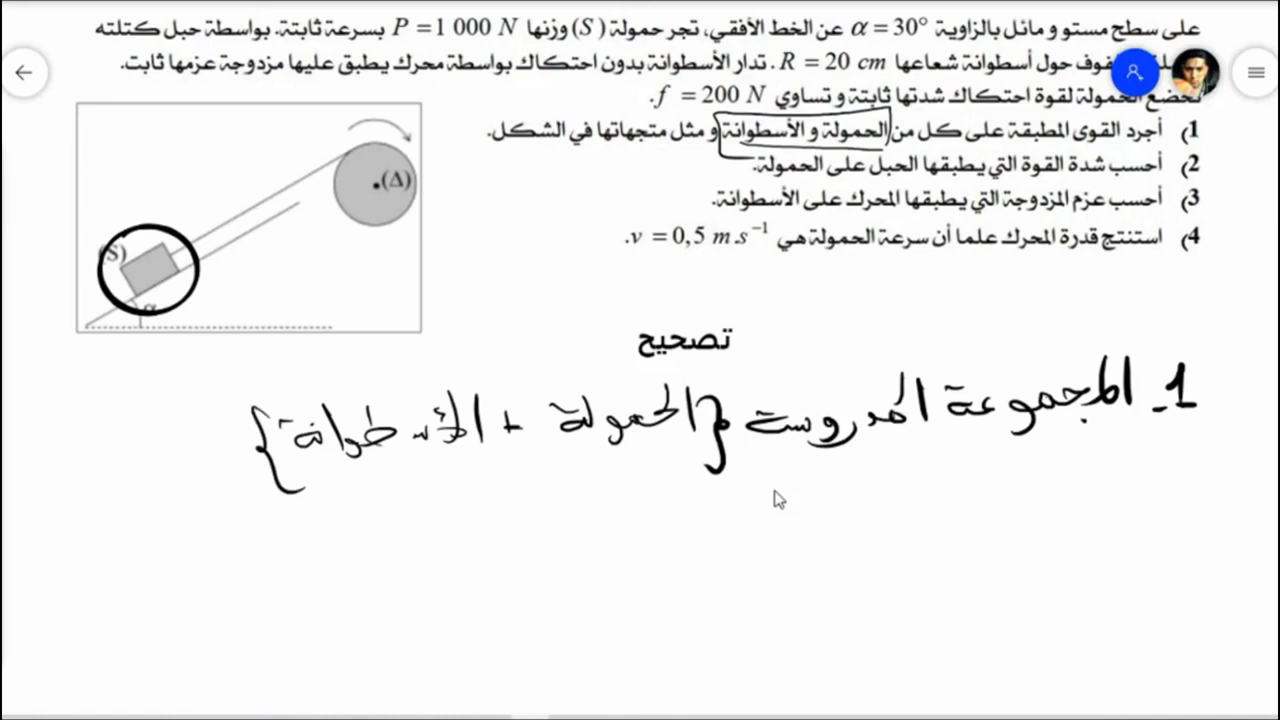 على سطح مستو و مائل بالزاوية α = 30° عن الخط الأفقي، تجر حمولة (S) وزنها P = 1 000 N بسرعة ثابتة. بواسطة حبل كتلته
فوف حول أسطوانة شعاعها R = 20 cm. تدار الأسطوانة بدون احتكاك بواسطة محرك يطبق عليها مزدوجة عزمها ثابت.
تخضع الحمولة لقوة احتكاك شدتها ثابتة و تساوي f = 200 N.
1) أجرد القوى المطبقة على كل من الحمولة و الأسطوانة و مثل متجهاتها في الشكل.
2) أحسب شدة القوة التي يطبقها الحبل على الحمولة.
3) أحسب عزم المزدوجة التي يطبقها المحرك على الأسطوانة.
4) استنتج قدرة المحرك علما أن سرعة الحمولة هي v = 0,5 m.s⁻¹.
(Δ)
(S)
α
تصحيح
1- المجموعة المدروسة {الحمولة + الأسطوانة}